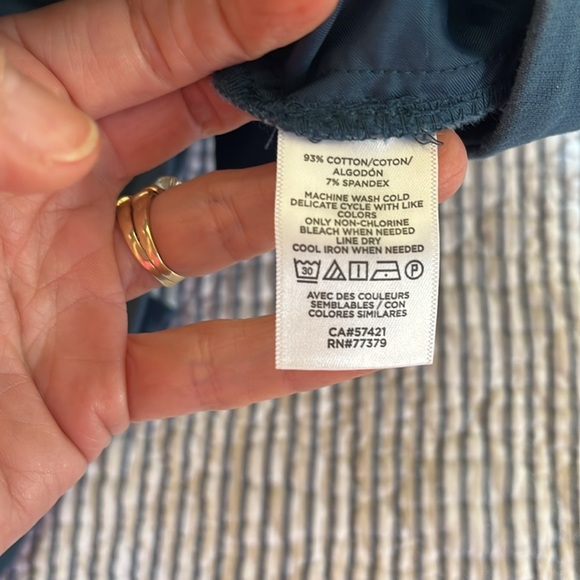 93% COTTON/COTON/
ALGODÓN
7% SPANDEX
MACHINE WASH COLD
DELICATE CYCLE WITH LIKE
COLORS
ONLY NON-CHLORINE
BLEACH WHEN NEEDED
LINE DRY
COOL IRON WHEN NEEDED
30 P
AVEC DES COULEURS
SEMBLABLES / CON
COLORES SIMILARES
CA#57421
RN#77379